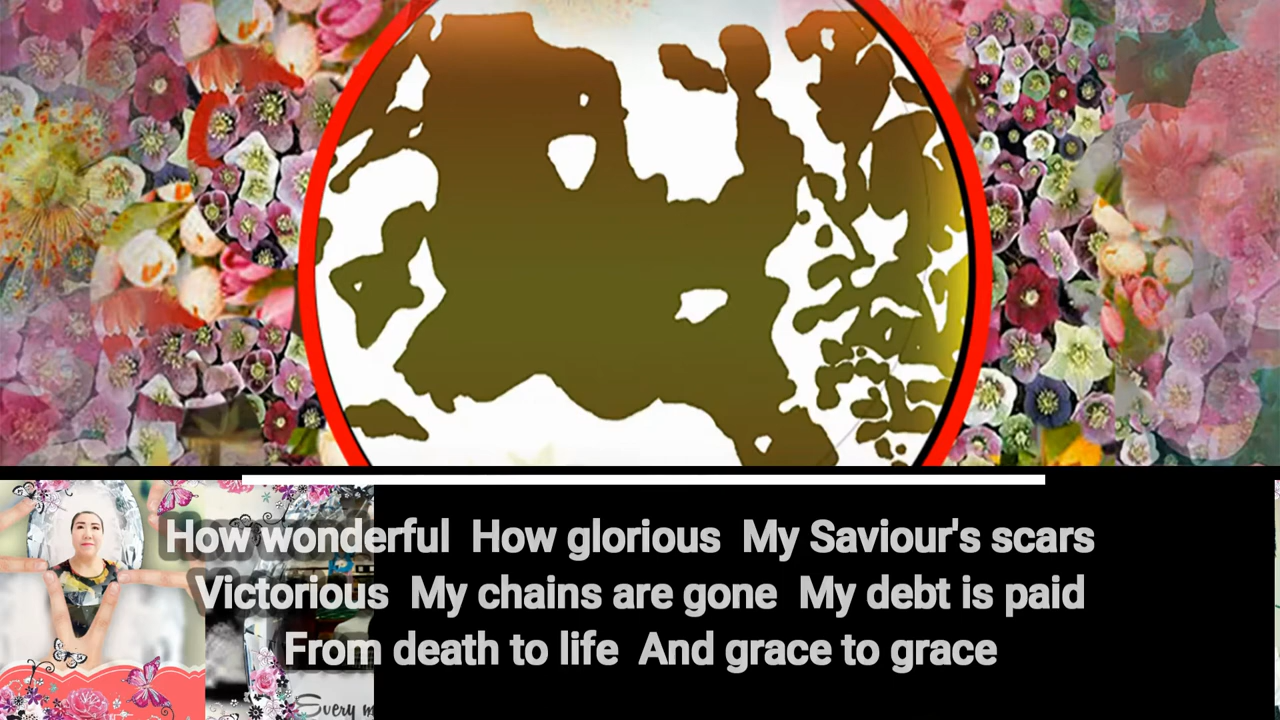 How wonderful  How glorious  My Saviour's scars
Victorious  My chains are gone  My debt is paid
From death to life  And grace to grace
Every